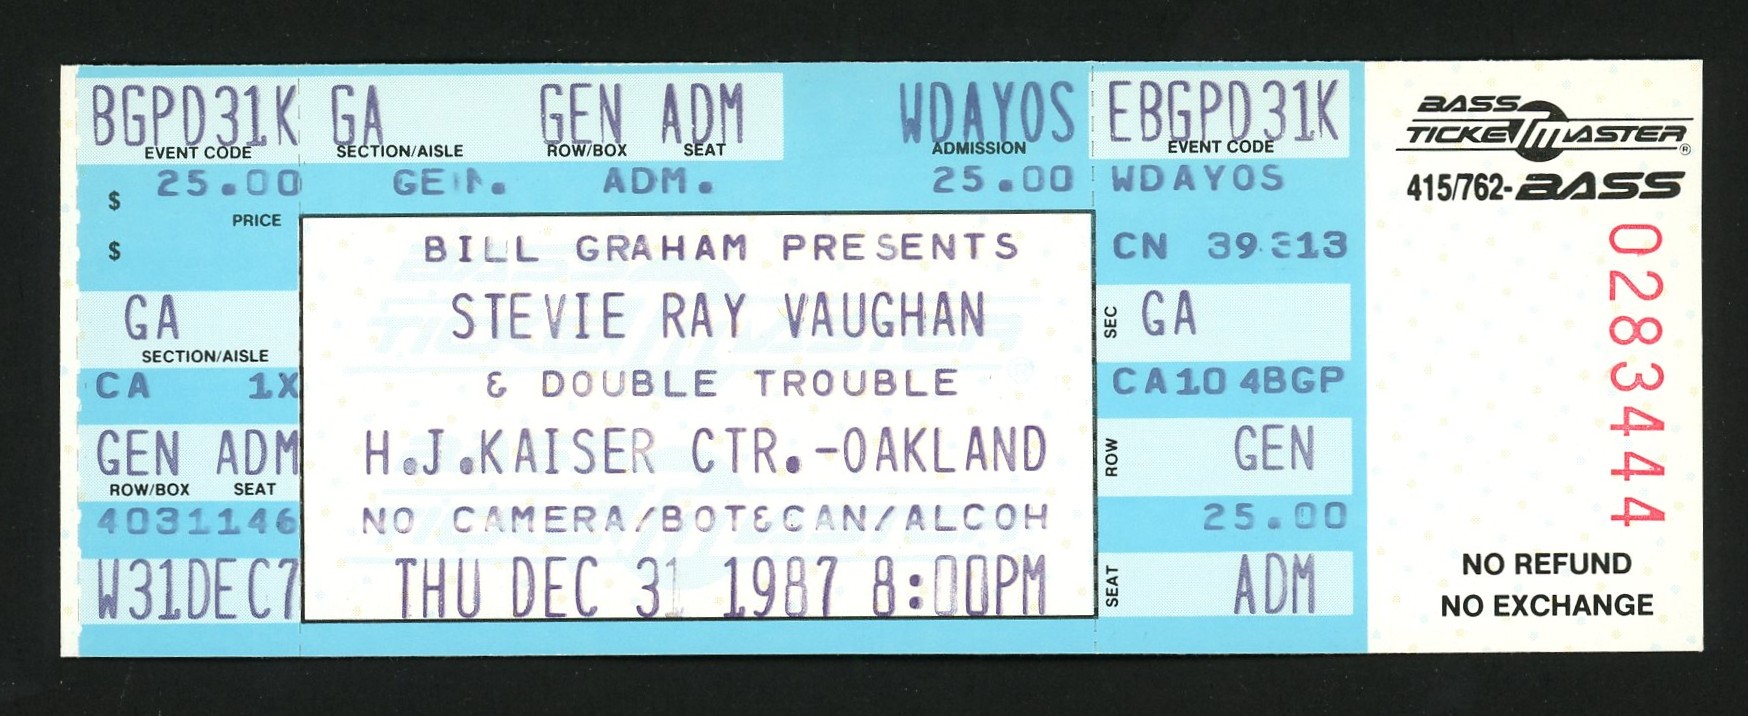 BGPD31K
EVENT CODE
$ 25.00
PRICE
$
GA
SECTION/AISLE
CA 1X
GEN ADM
ROW/BOX SEAT
4031146
W31DEC7
GA GEN ADM WDAYOS
SECTION/AISLE ROW/BOX SEAT ADMISSION
GEN. ADM. 25.00
BILL GRAHAM PRESENTS
STEVIE RAY VAUGHAN
& DOUBLE TROUBLE
H.J.KAISER CTR.-OAKLAND
NO CAMERA/BOT&CAN/ALCOH
THU DEC 31 1987 8:00PM
EBGPD31K
EVENT CODE
WDAYOS
CN
SEC GA
CA10 4BGP
ROW GEN
25.00
SEAT ADM
BASS
TICKETMASTER®
415/762-BASS
0283444
NO REFUND
NO EXCHANGE